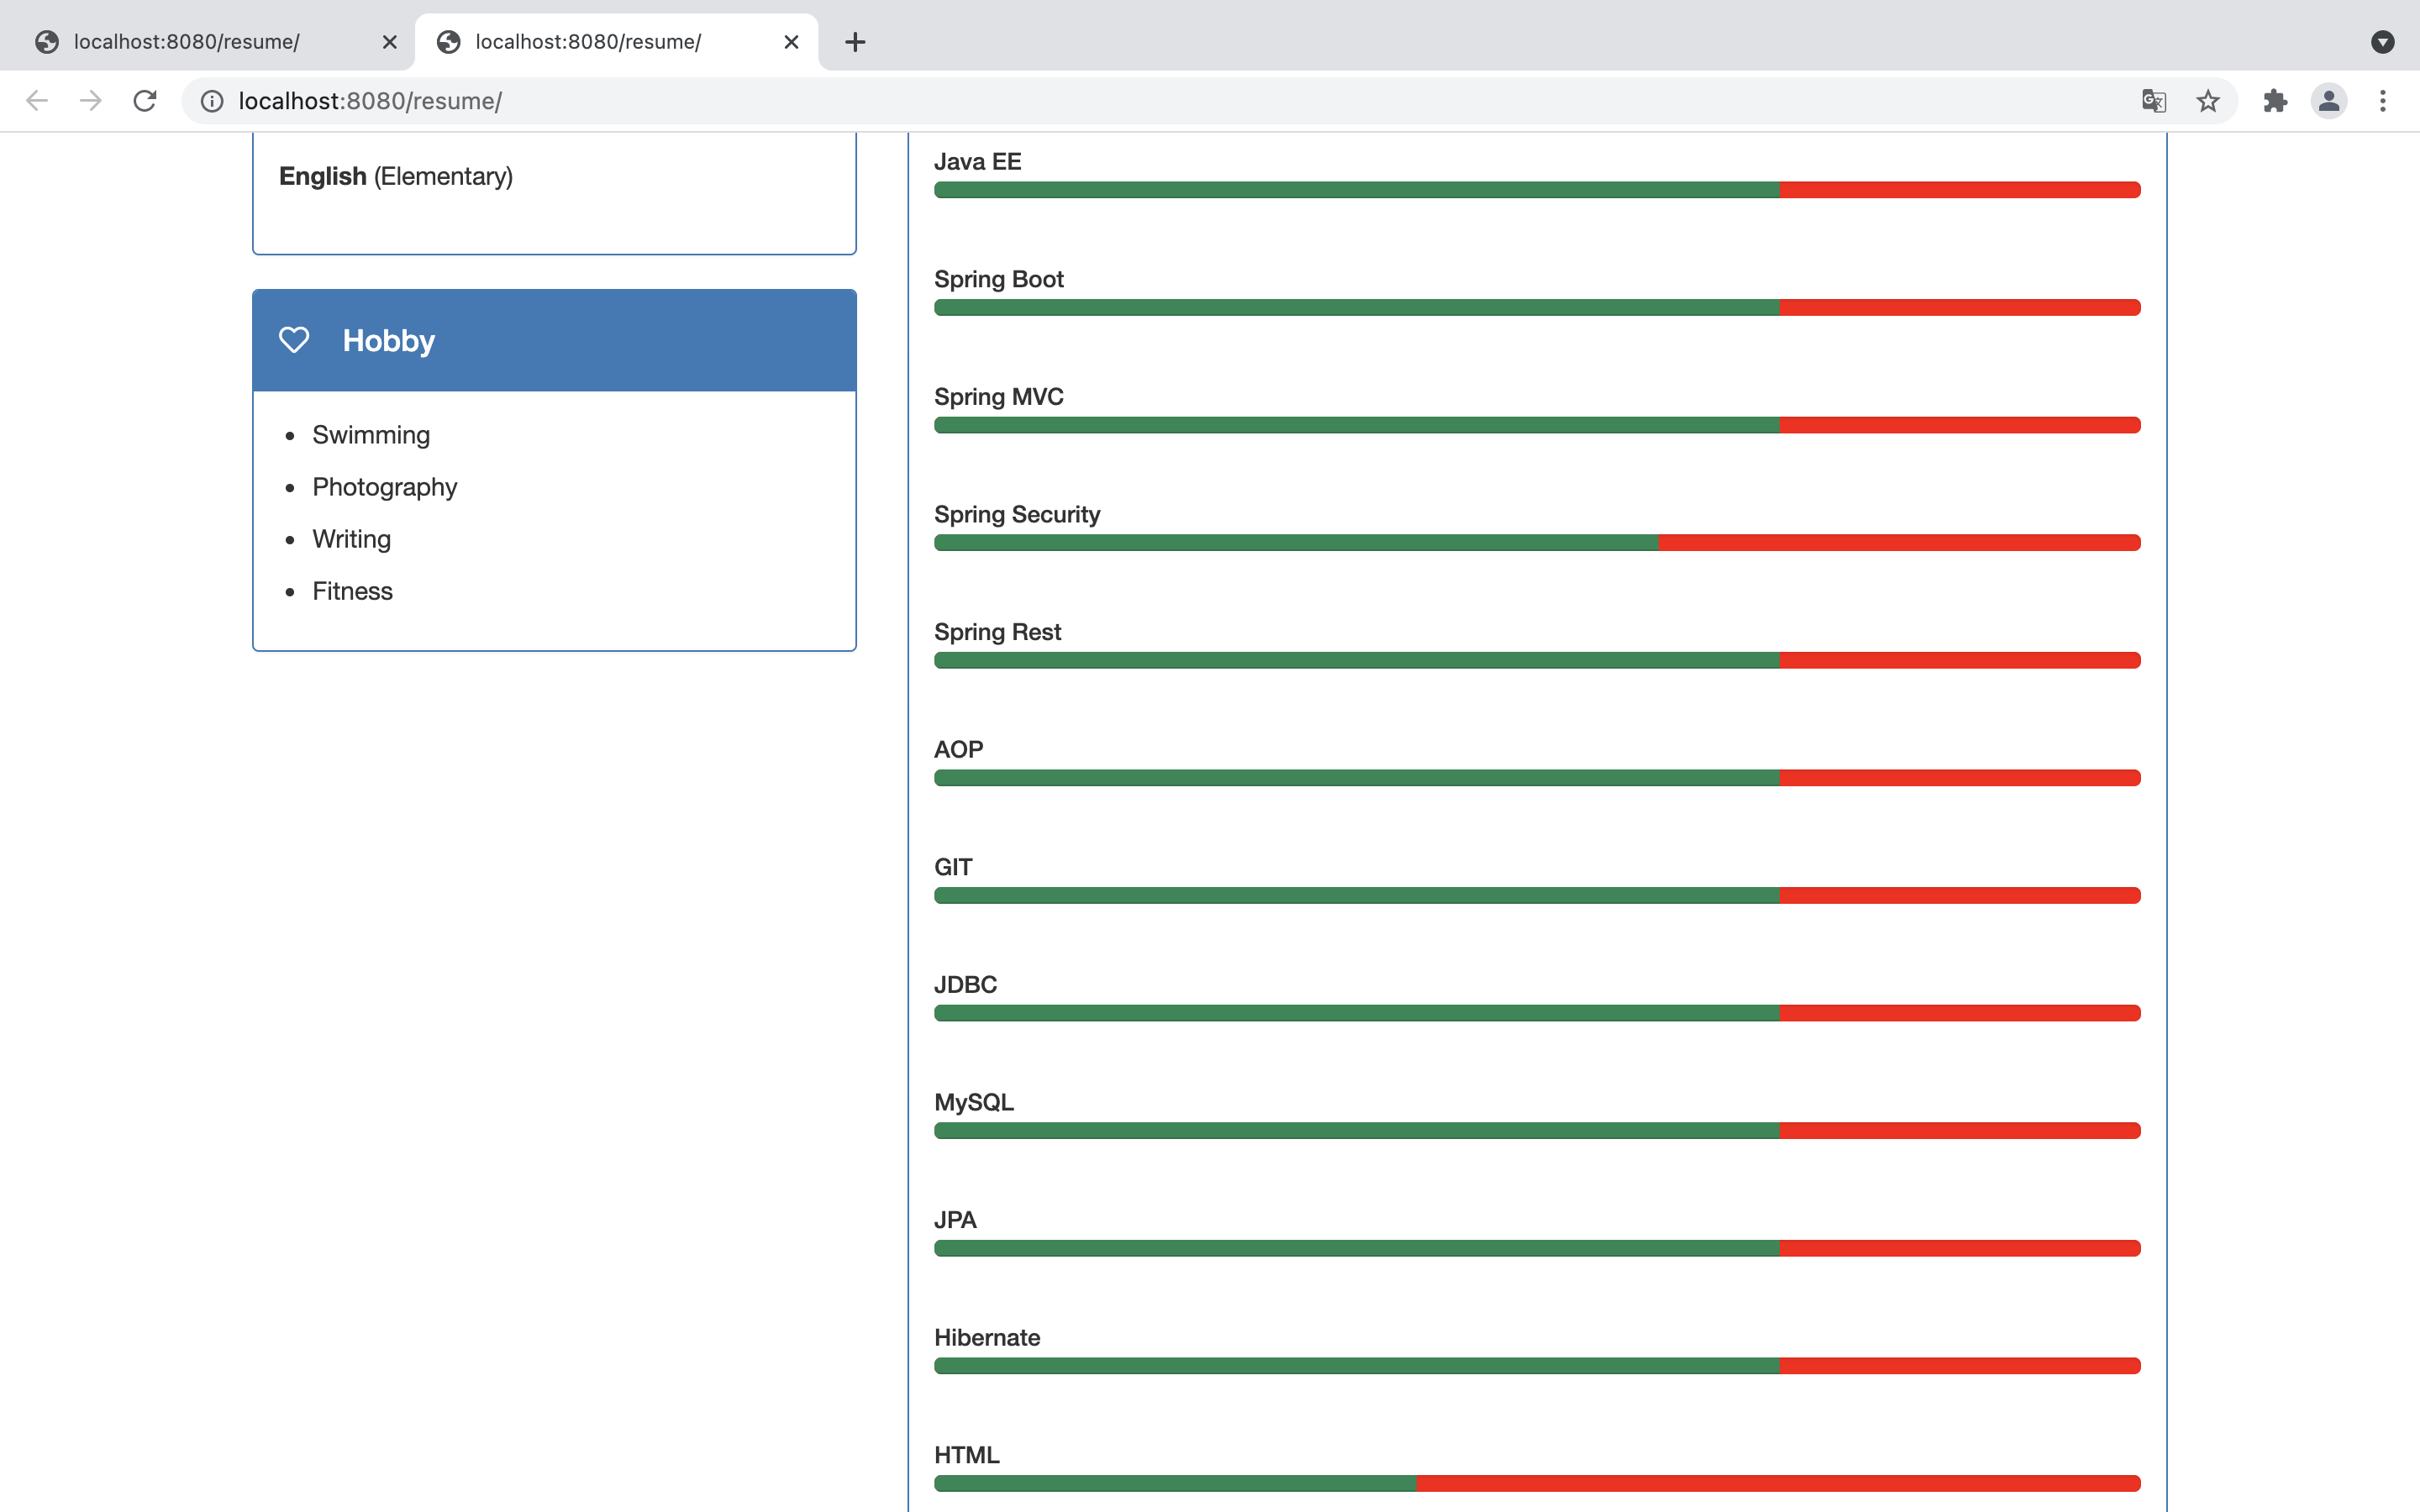 localhost:8080/resume/
localhost:8080/resume/
localhost:8080/resume/
English (Elementary)
Hobby
Swimming
Photography
Writing
Fitness
Java EE
Spring Boot
Spring MVC
Spring Security
Spring Rest
AOP
GIT
JDBC
MySQL
JPA
Hibernate
HTML